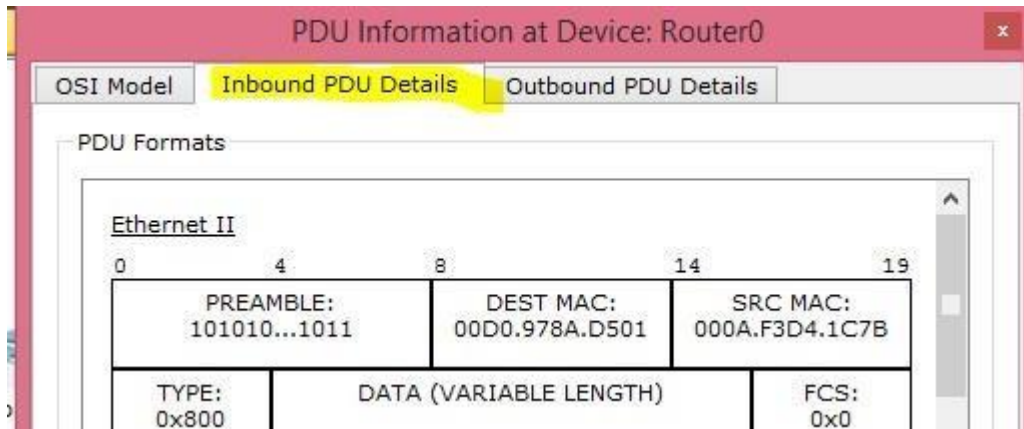 PDU Information at Device: Router0
x
OSI Model Inbound PDU Details Outbound PDU Details
PDU Formats
Ethernet II
0 4 8 14 19
PREAMBLE: DEST MAC: SRC MAC:
101010...1011 00D0.978A.D501 000A.F3D4.1C7B
TYPE: DATA (VARIABLE LENGTH) FCS:
0x800 0x0